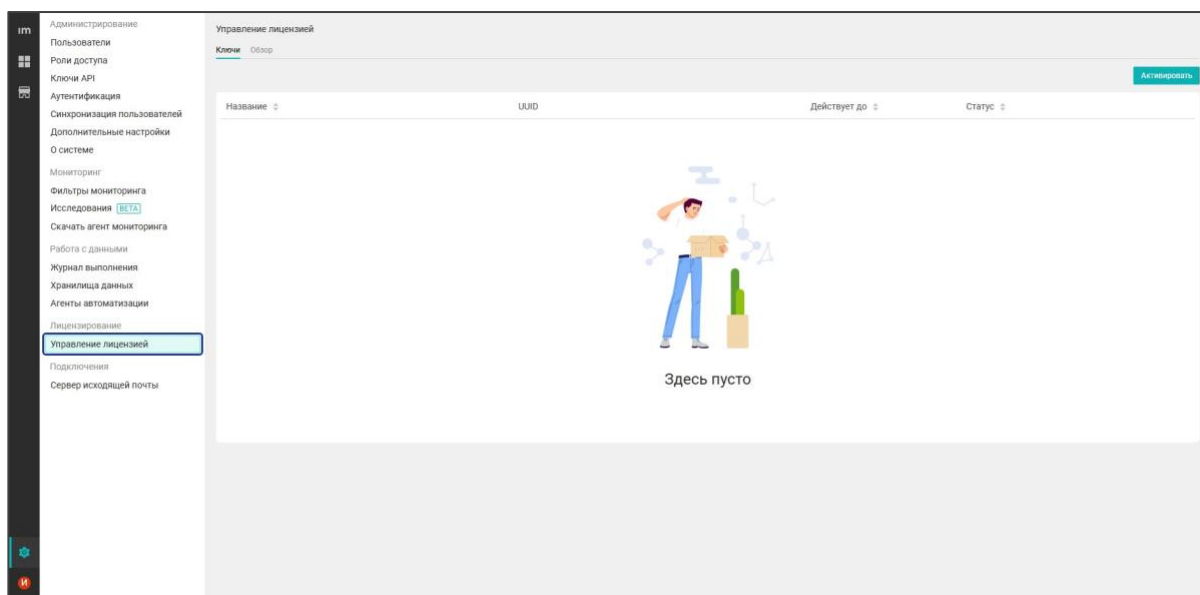 ım
Администрирование
Пользователи
Роли доступа
Ключи API
Аутентификация
Синхронизация пользователей
Дополнительные настройки
О системе
Мониторинг
Фильтры мониторинга
Исследования BETA
Скачать агент мониторинга
Работа с данными
Журнал выполнения
Хранилища данных
Агенты автоматизации
Лицензирование
Управление лицензией
Подключения
Сервер исходящей почты
И
Управление лицензией
Ключи Обзор
Активировать
Название UUID Действует до Статус
Здесь пусто